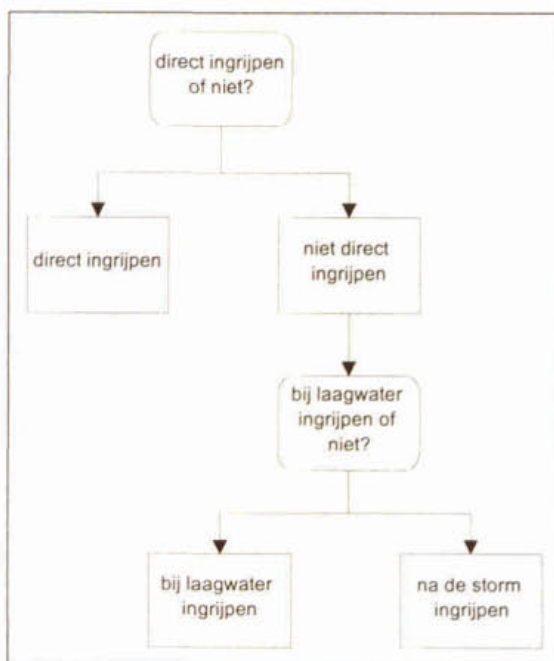 direct ingrijpen
of niet?
direct ingrijpen
niet direct
ingrijpen
bij laagwater
ingrijpen of
niet?
bij laagwater
ingrijpen
na de storm
ingrijpen